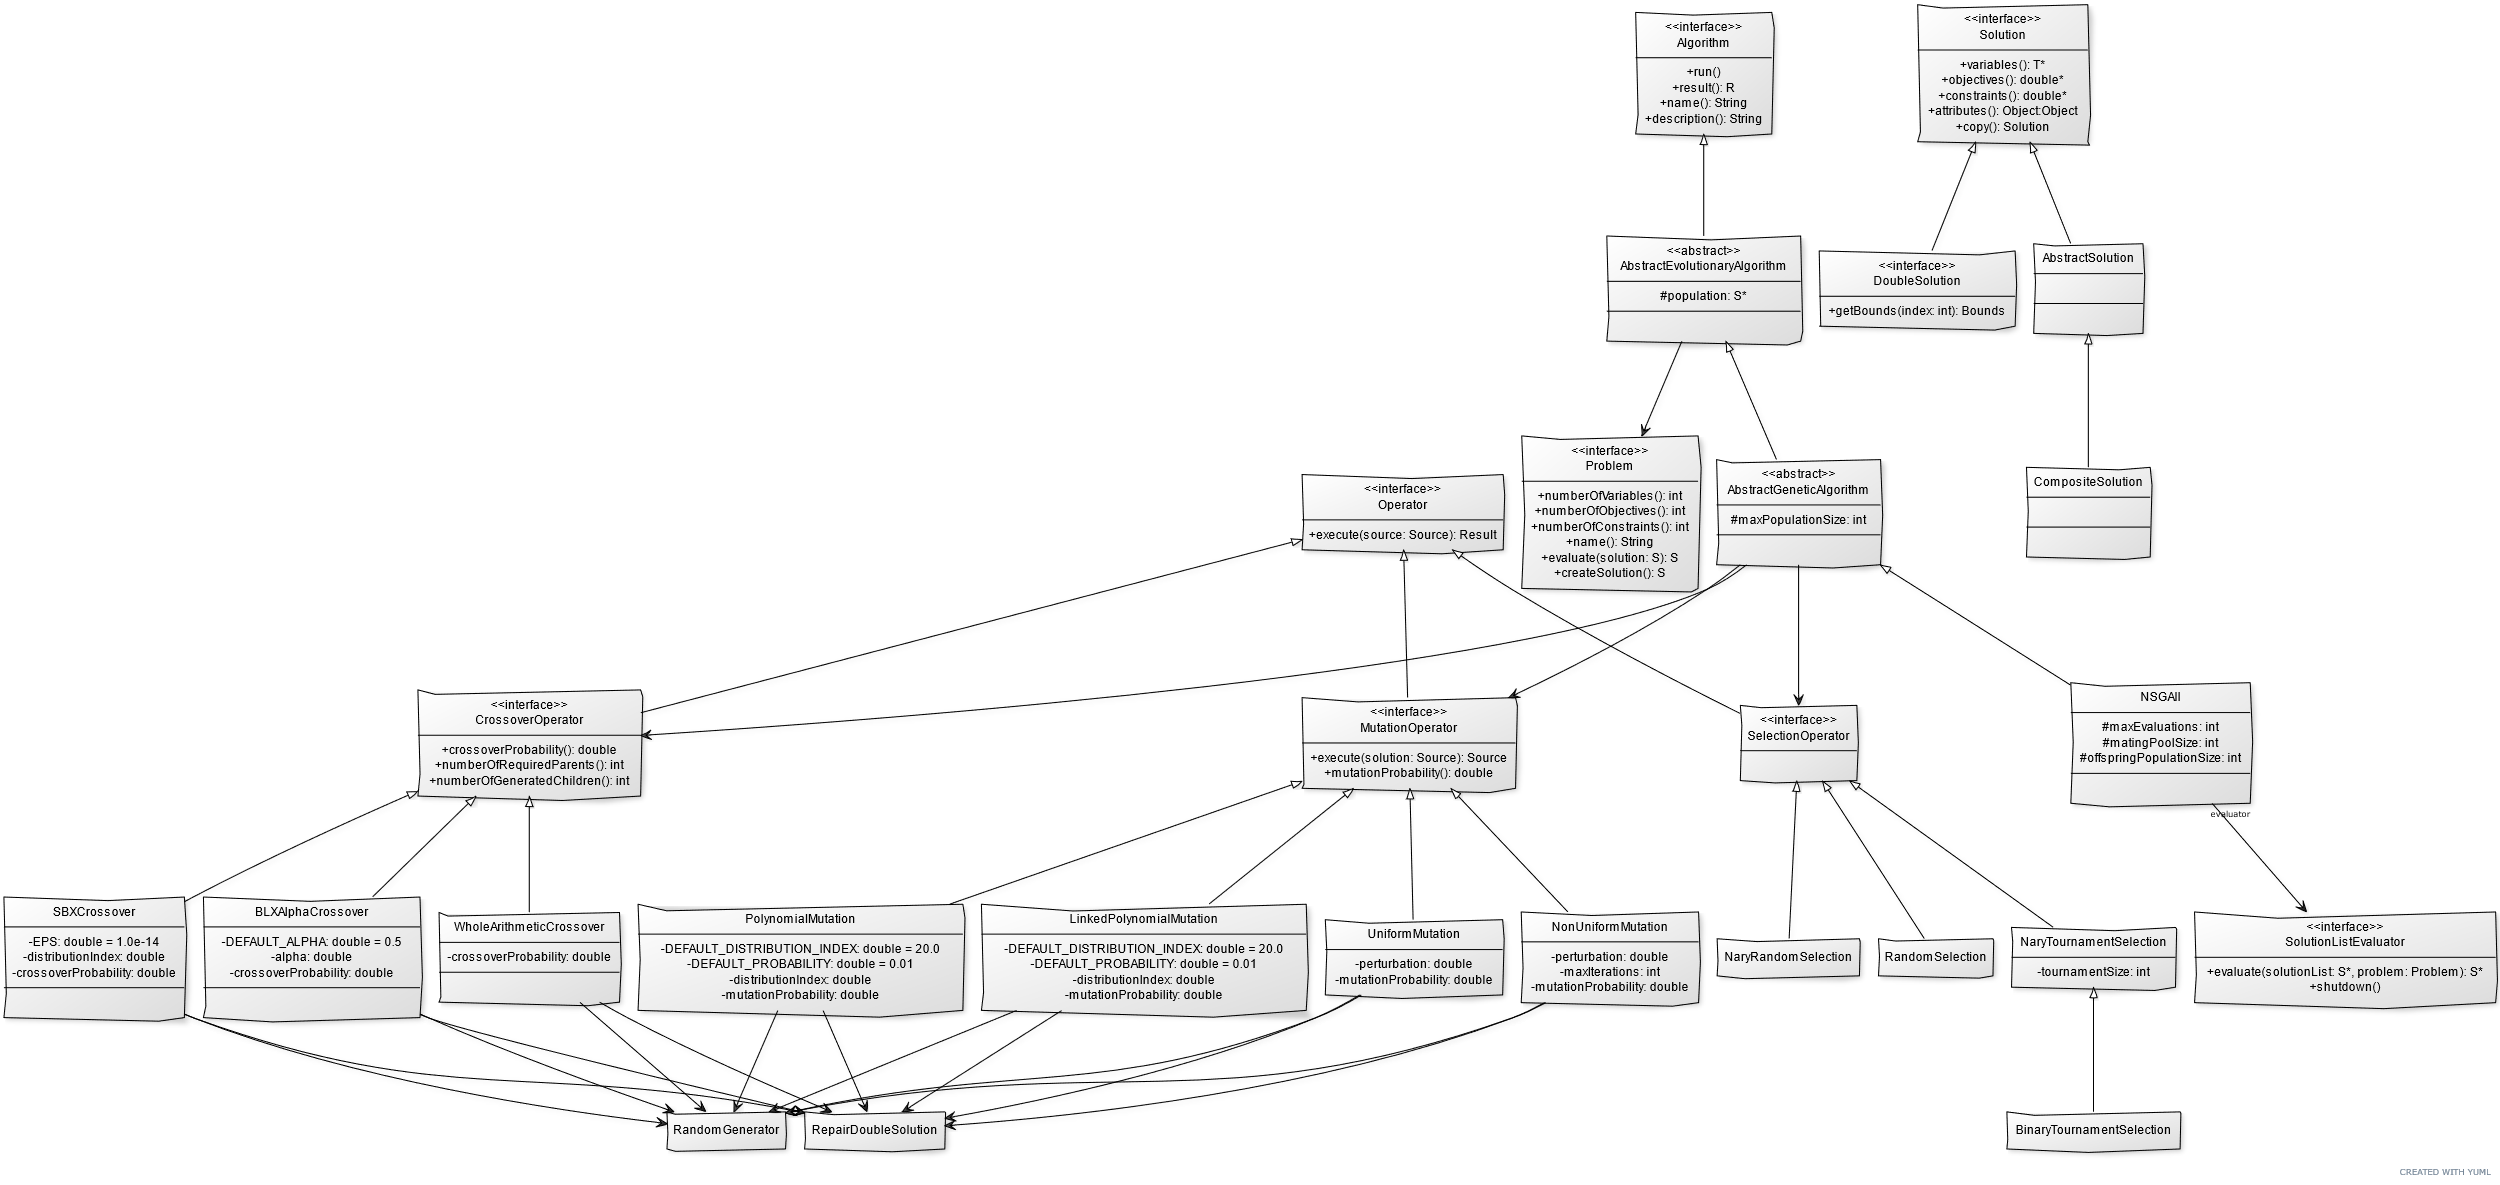 <<interface>>
Algorithm
+run()
+result(): R
+name(): String
+description(): String
<<interface>>
Solution
+variables(): T*
+objectives(): double*
+constraints(): double*
+attributes(): Object:Object
+copy(): Solution
<<abstract>>
AbstractEvolutionaryAlgorithm
#population: S*
<<interface>>
DoubleSolution
+getBounds(index: int): Bounds
AbstractSolution
<<interface>>
Operator
+execute(source: Source): Result
<<interface>>
Problem
+numberOfVariables(): int
+numberOfObjectives(): int
+numberOfConstraints(): int
+name(): String
+evaluate(solution: S): S
+createSolution(): S
<<abstract>>
AbstractGeneticAlgorithm
#maxPopulationSize: int
CompositeSolution
<<interface>>
CrossoverOperator
+crossoverProbability(): double
+numberOfRequiredParents(): int
+numberOfGeneratedChildren(): int
<<interface>>
MutationOperator
+execute(solution: Source): Source
+mutationProbability(): double
<<interface>>
SelectionOperator
NSGAII
#maxEvaluations: int
#matingPoolSize: int
#offspringPopulationSize: int
evaluator
SBXCrossover
-EPS: double = 1.0e-14
-distributionIndex: double
-crossoverProbability: double
BLXAlphaCrossover
-DEFAULT_ALPHA: double = 0.5
-alpha: double
-crossoverProbability: double
WholeArithmeticCrossover
-crossoverProbability: double
PolynomialMutation
-DEFAULT_DISTRIBUTION_INDEX: double = 20.0
-DEFAULT_PROBABILITY: double = 0.01
-distributionIndex: double
-mutationProbability: double
LinkedPolynomialMutation
-DEFAULT_DISTRIBUTION_INDEX: double = 20.0
-DEFAULT_PROBABILITY: double = 0.01
-distributionIndex: double
-mutationProbability: double
UniformMutation
-perturbation: double
-mutationProbability: double
NonUniformMutation
-perturbation: double
-maxIterations: int
-mutationProbability: double
NaryRandomSelection
RandomSelection
NaryTournamentSelection
-tournamentSize: int
<<interface>>
SolutionListEvaluator
+evaluate(solutionList: S*, problem: Problem): S*
+shutdown()
RandomGenerator
RepairDoubleSolution
BinaryTournamentSelection
CREATED WITH YUML